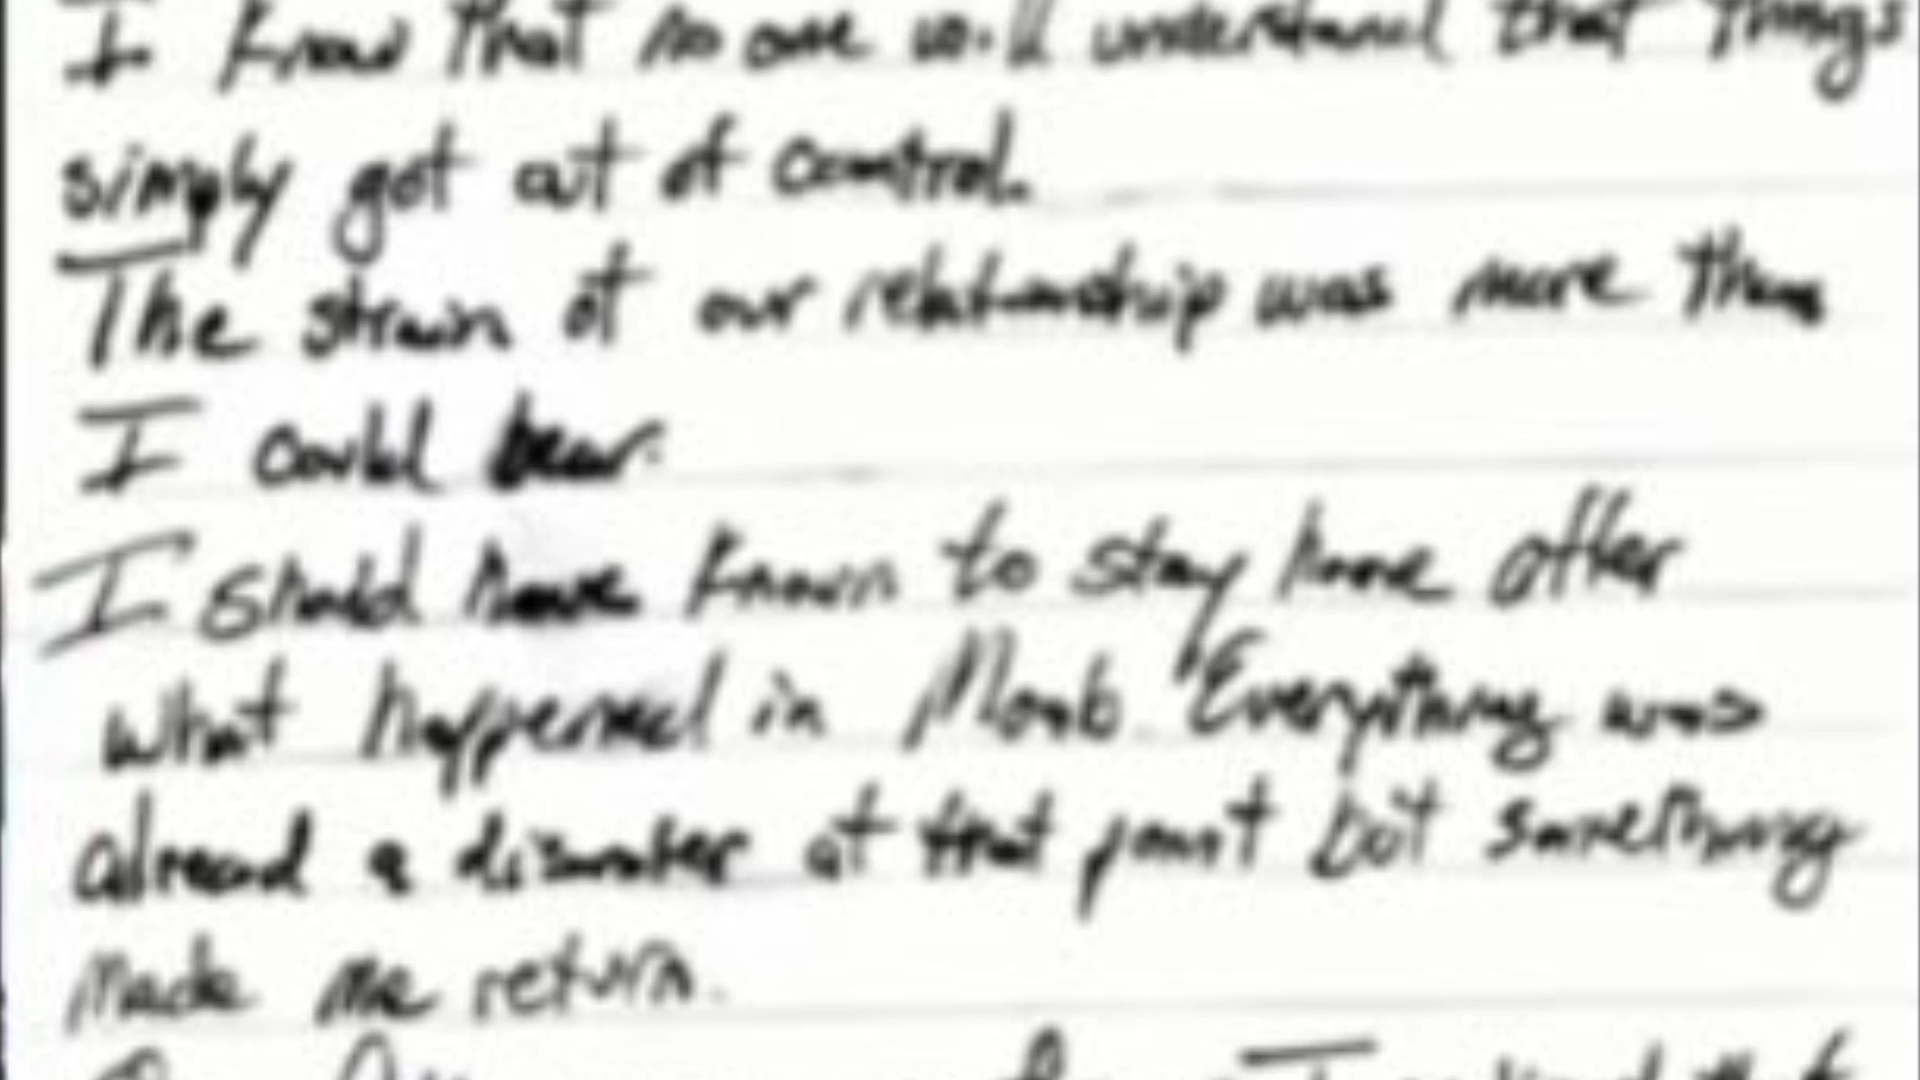 I know that no one will understand that things
simply got out of control.
The strain of our relationship was more than
I could bear.
I should have known to stay home after
what happened in Moab. Everything was
alread a disaster at that point but something
made me return.
I that